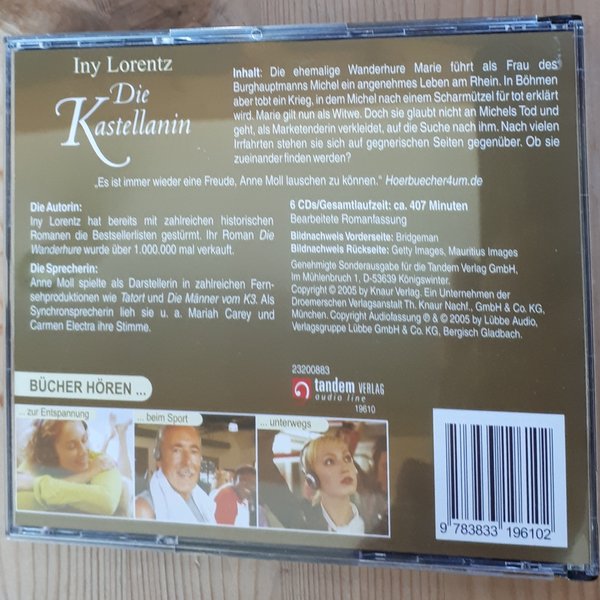 Iny Lorentz
Die
Kastellanin
Inhalt: Die ehemalige Wanderhure Marie führt als Frau des
Burghauptmanns Michel ein angenehmes Leben am Rhein. In Böhmen
aber tobt ein Krieg, in dem Michel nach einem Scharmützel für tot erklärt
wird. Marie gilt nun als Witwe. Doch sie glaubt nicht an Michels Tod und
geht, als Marketenderin verkleidet, auf die Suche nach ihm. Nach vielen
Irrfahrten stehen sie sich auf gegnerischen Seiten gegenüber. Ob sie
zueinander finden werden?
„Es ist immer wieder eine Freude, Anne Moll lauschen zu können.“ Hoerbuecher4um.de
Die Autorin:
Iny Lorentz hat bereits mit zahlreichen historischen
Romanen die Bestsellerlisten gestürmt. Ihr Roman Die
Wanderhure wurde über 1.000.000 mal verkauft.
Die Sprecherin:
Anne Moll spielte als Darstellerin in zahlreichen Fern-
sehproduktionen wie Tatort und Die Männer vom K3. Als
Synchronsprecherin lieh sie u. a. Mariah Carey und
Carmen Electra ihre Stimme.
6 CDs/Gesamtlaufzeit: ca. 407 Minuten
Bearbeitete Romanfassung
Bildnachweis Vorderseite: Bridgeman
Bildnachweis Rückseite: Getty Images, Mauritius Images
Genehmigte Sonderausgabe für die Tandem Verlag GmbH,
Im Mühlenbruch 1, D-53639 Königswinter.
Copyright © 2005 by Knaur Verlag. Ein Unternehmen der
Droemerschen Verlagsanstalt Th. Knaur Nachf., GmbH & Co. KG,
München. Copyright Audiofassung ℗ & © 2005 by Lübbe Audio,
Verlagsgruppe Lübbe GmbH & Co. KG, Bergisch Gladbach.
23200883
tandem VERLAG
audio line
19610
BÜCHER HÖREN ...
... zur Entspannung
... beim Sport
... unterwegs
9 783833 196102